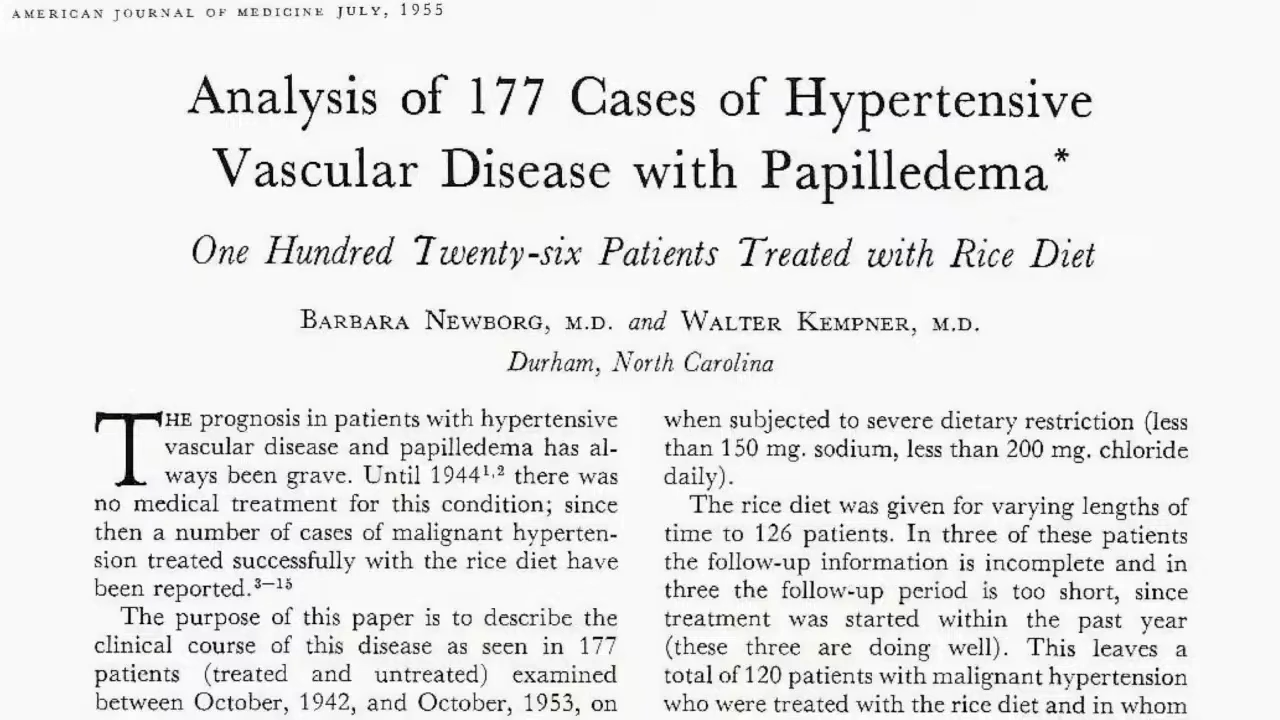 AMERICAN JOURNAL OF MEDICINE JULY, 1955
Analysis of 177 Cases of Hypertensive
Vascular Disease with Papilledema*
One Hundred Twenty-six Patients Treated with Rice Diet
BARBARA NEWBORG, M.D. and WALTER KEMPNER, M.D.
Durham, North Carolina
THE prognosis in patients with hypertensive
vascular disease and papilledema has al-
ways been grave. Until 1944¹,² there was
no medical treatment for this condition; since
then a number of cases of malignant hyperten-
sion treated successfully with the rice diet have
been reported.³⁻¹⁵
The purpose of this paper is to describe the
clinical course of this disease as seen in 177
patients (treated and untreated) examined
between October, 1942, and October, 1953, on
when subjected to severe dietary restriction (less
than 150 mg. sodium, less than 200 mg. chloride
daily).
The rice diet was given for varying lengths of
time to 126 patients. In three of these patients
the follow-up information is incomplete and in
three the follow-up period is too short, since
treatment was started within the past year
(these three are doing well). This leaves a
total of 120 patients with malignant hypertension
who were treated with the rice diet and in whom